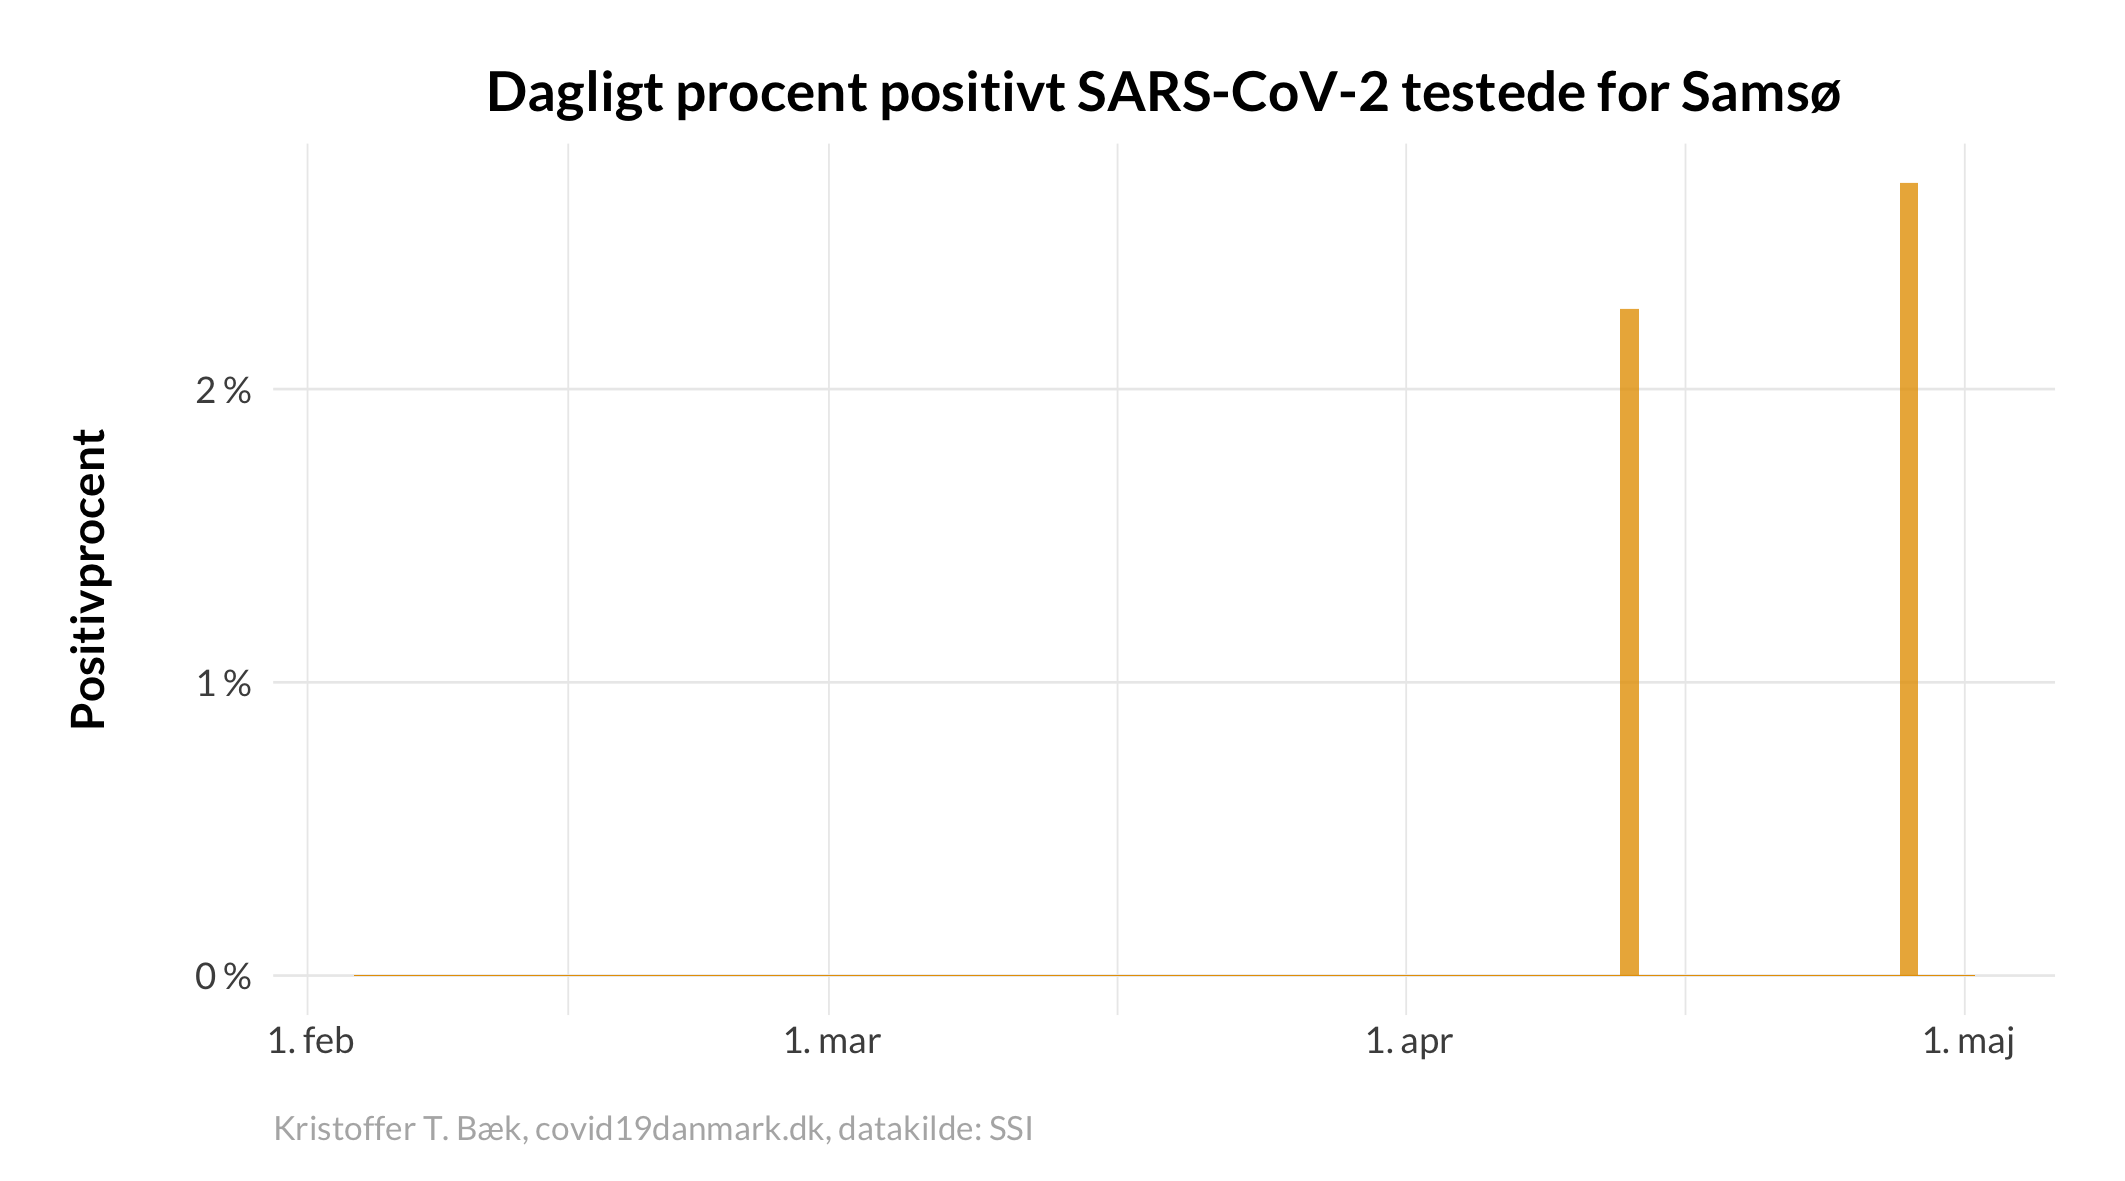 Dagligt procent positivt SARS-CoV-2 testede for Samsø
Positivprocent
2 %
1 %
0 %
1. feb
1. mar
1. apr
1. maj
Kristoffer T. Bæk, covid19danmark.dk, datakilde: SSI